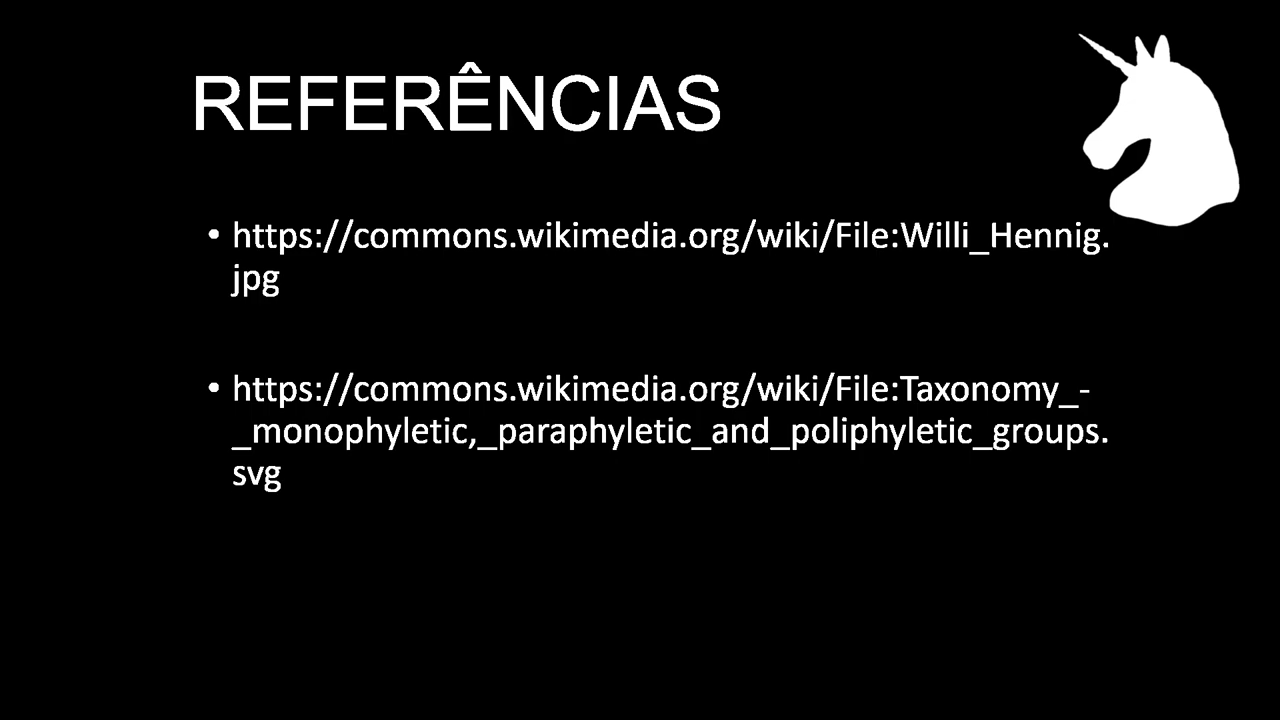 REFERÊNCIAS
• https://commons.wikimedia.org/wiki/File:Willi_Hennig.
jpg
• https://commons.wikimedia.org/wiki/File:Taxonomy_-
_monophyletic,_paraphyletic_and_poliphyletic_groups.
svg